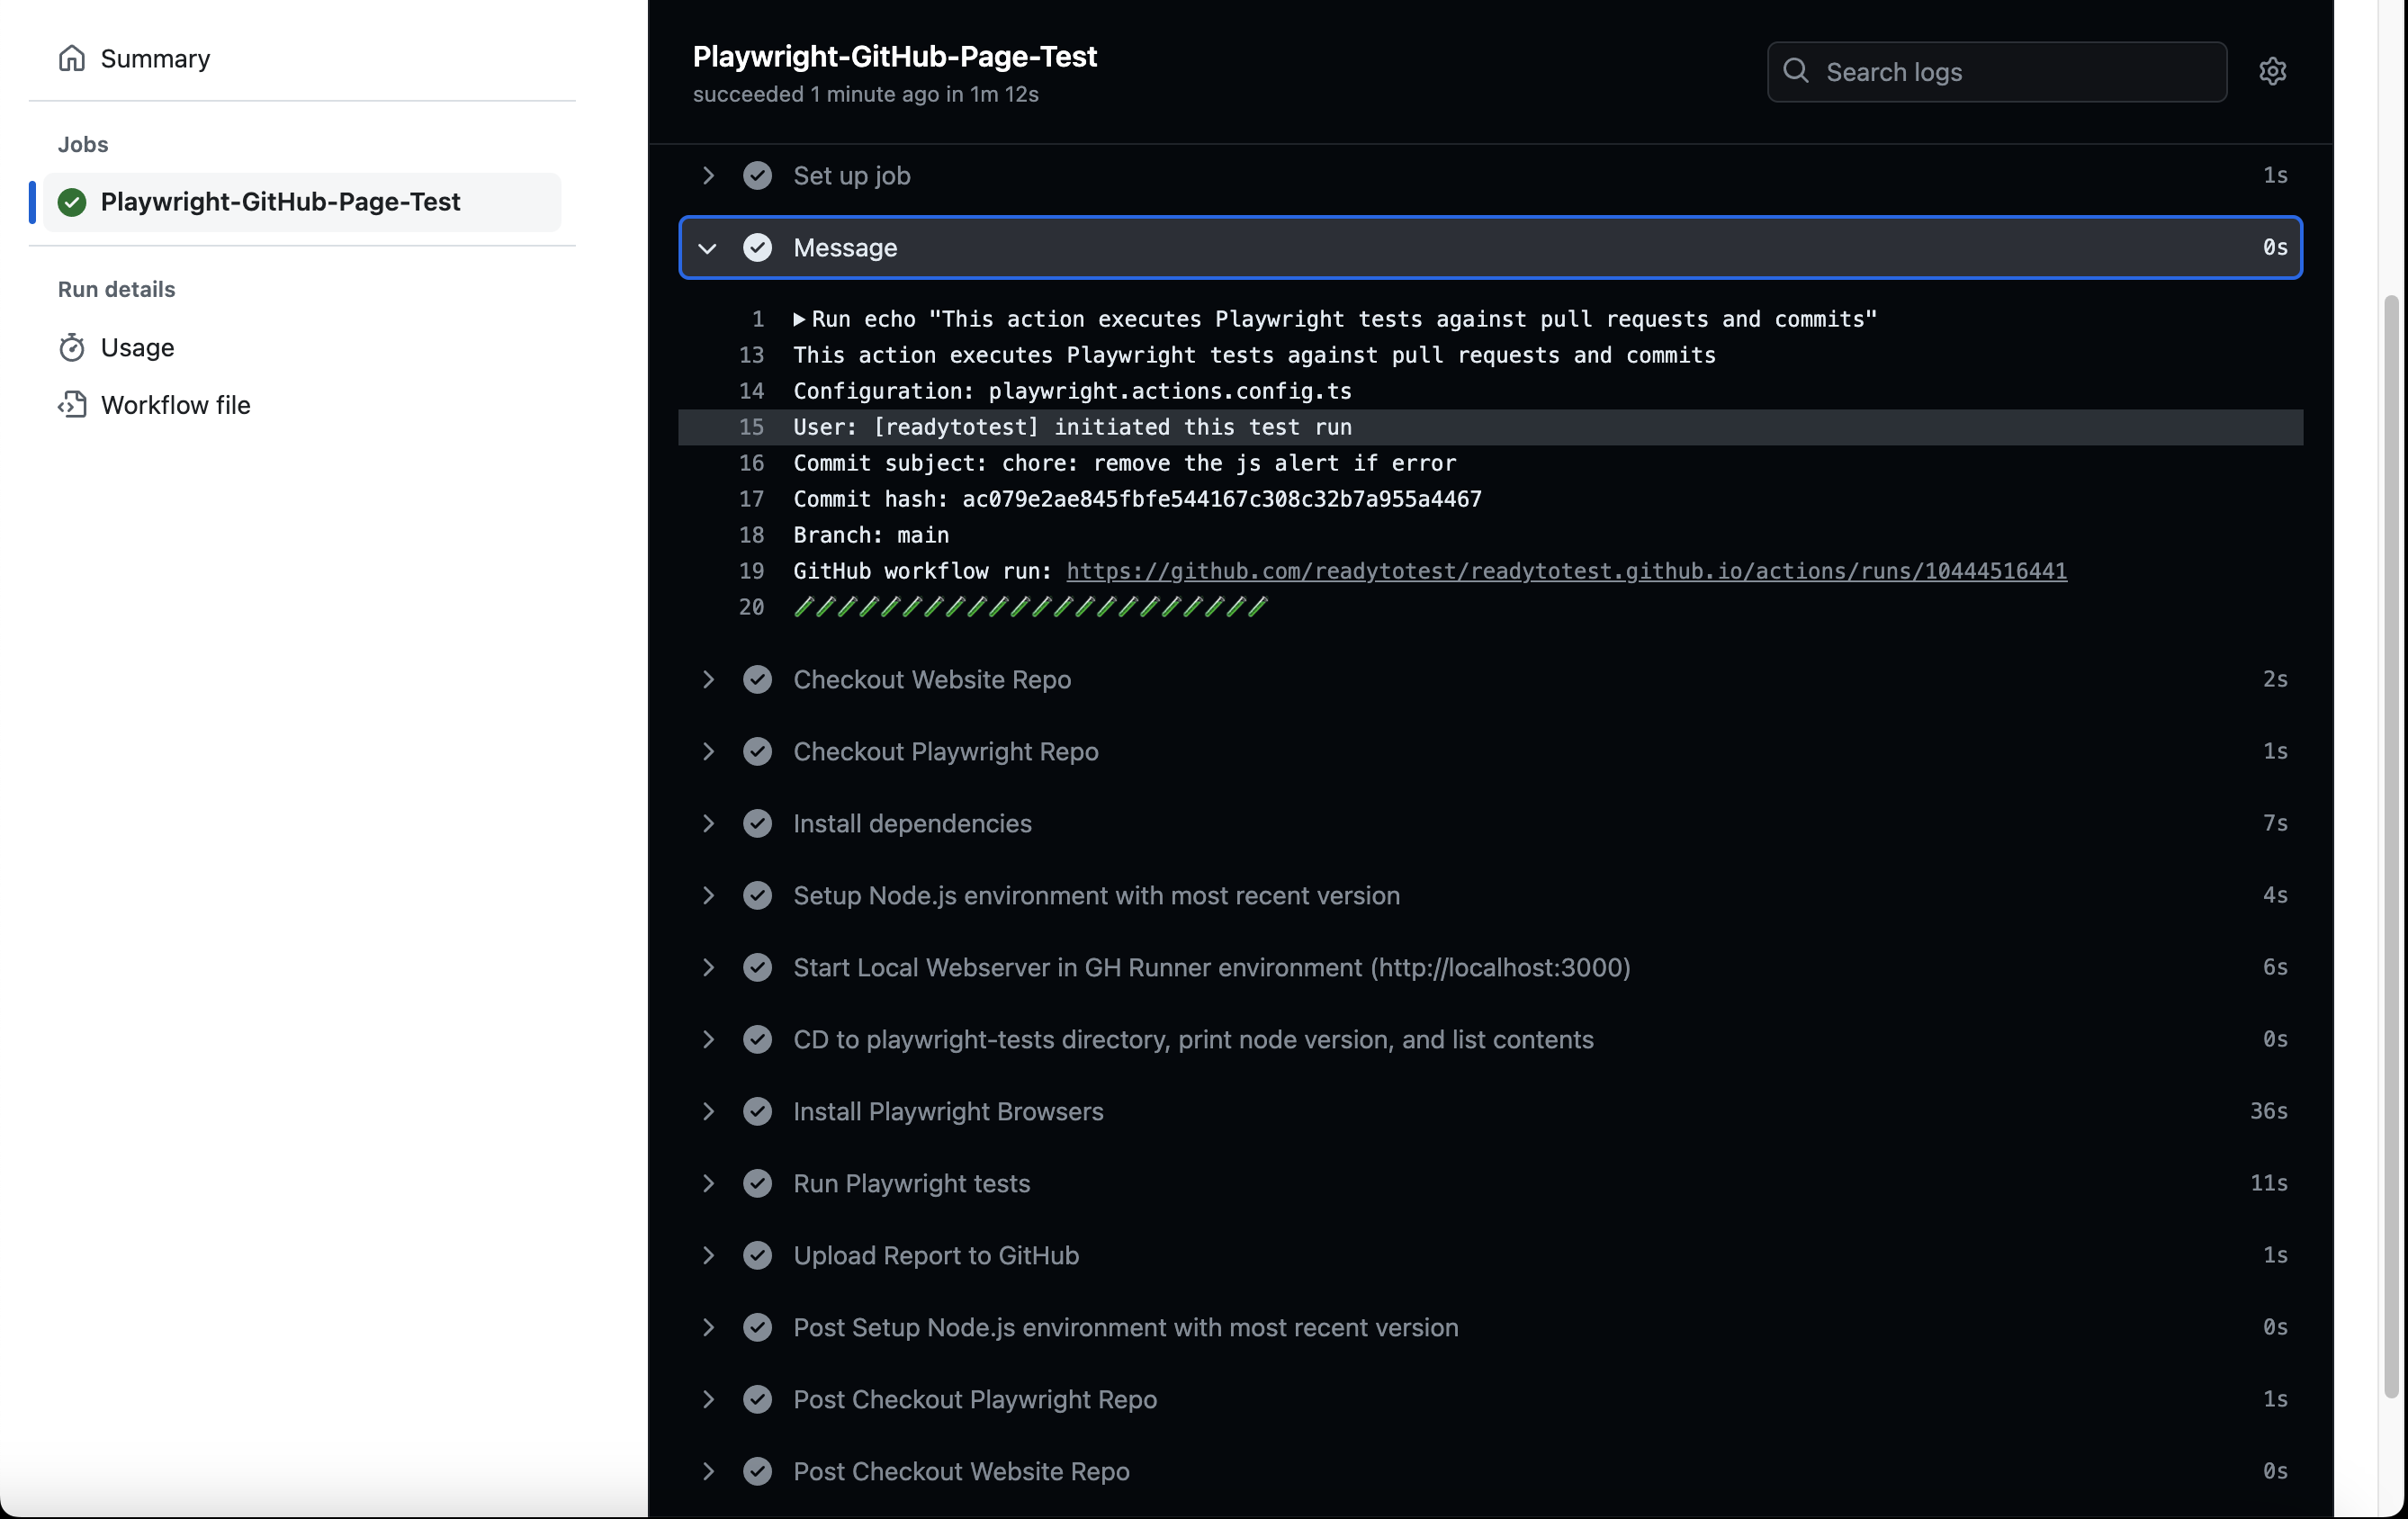 Summary
Jobs
Playwright-GitHub-Page-Test
Run details
Usage
Workflow file
Playwright-GitHub-Page-Test
succeeded 1 minute ago in 1m 12s
Search logs
Set up job 1s
Message 0s
1 Run echo "This action executes Playwright tests against pull requests and commits"
13 This action executes Playwright tests against pull requests and commits
14 Configuration: playwright.actions.config.ts
15 User: [readytotest] initiated this test run
16 Commit subject: chore: remove the js alert if error
17 Commit hash: ac079e2ae845fbfe544167c308c32b7a955a4467
18 Branch: main
19 GitHub workflow run: https://github.com/readytotest/readytotest.github.io/actions/runs/10444516441
20
Checkout Website Repo 2s
Checkout Playwright Repo 1s
Install dependencies 7s
Setup Node.js environment with most recent version 4s
Start Local Webserver in GH Runner environment (http://localhost:3000) 6s
CD to playwright-tests directory, print node version, and list contents 0s
Install Playwright Browsers 36s
Run Playwright tests 11s
Upload Report to GitHub 1s
Post Setup Node.js environment with most recent version 0s
Post Checkout Playwright Repo 1s
Post Checkout Website Repo 0s